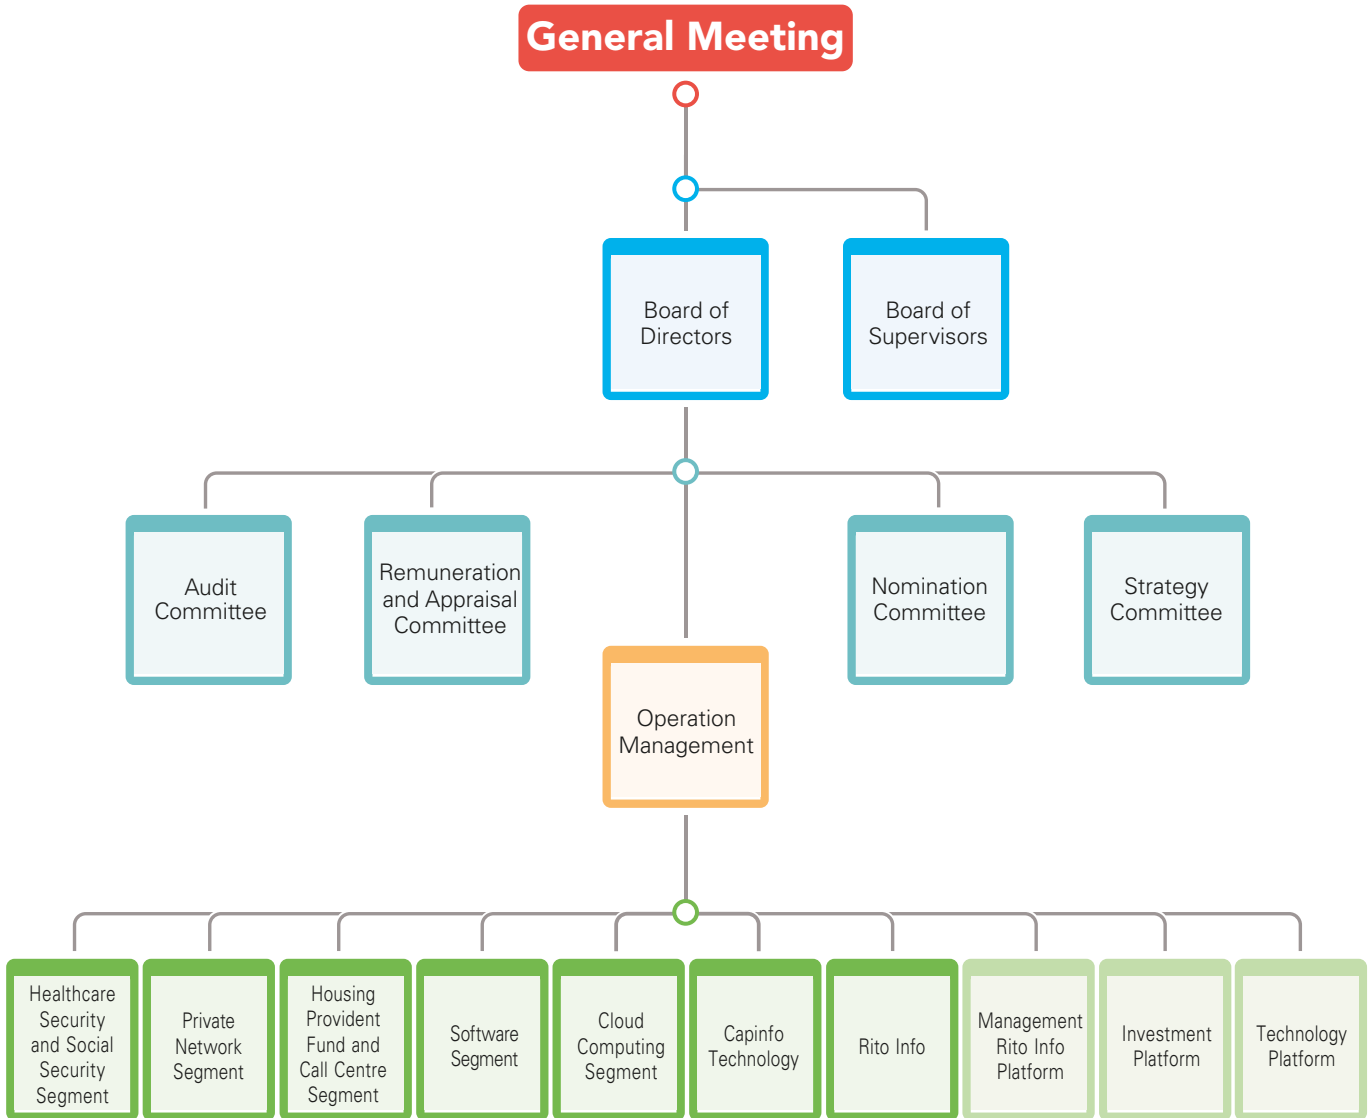 General Meeting
Board of
Directors
Board of
Supervisors
Audit
Committee
Remuneration
and Appraisal
Committee
Nomination
Committee
Strategy
Committee
Operation
Management
Healthcare
Security
and Social
Security
Segment
Private
Network
Segment
Housing
Provident
Fund and
Call Centre
Segment
Software
Segment
Cloud
Computing
Segment
Capinfo
Technology
Rito Info
Management
Rito Info
Platform
Investment
Platform
Technology
Platform